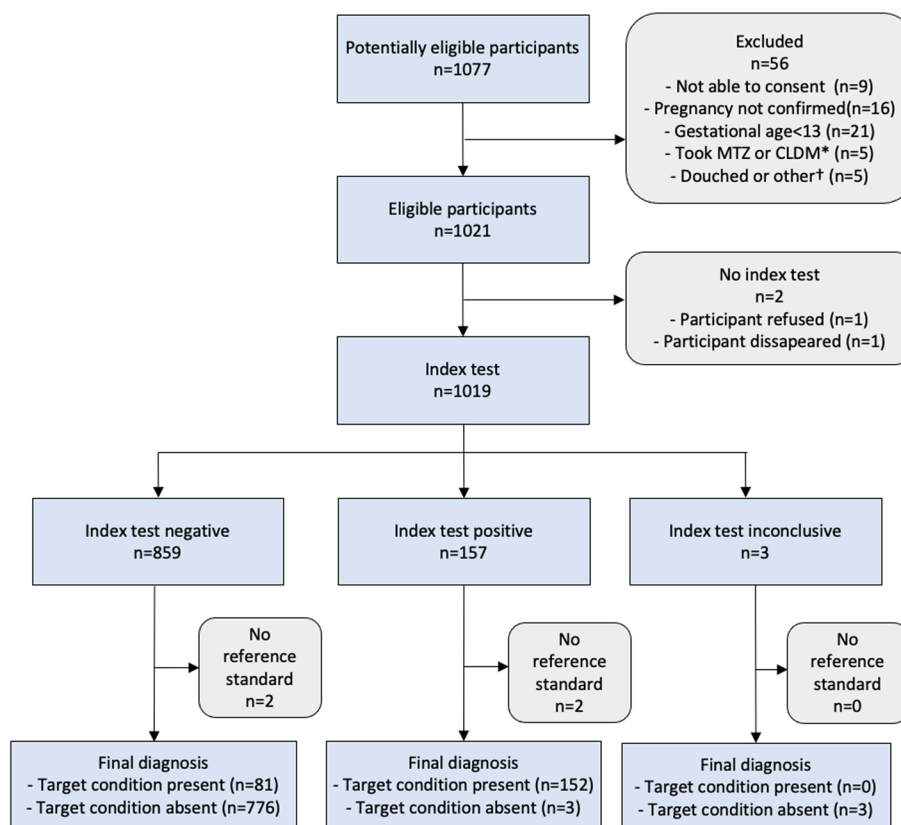 Potentially eligible participants
n=1077
Excluded
n=56
- Not able to consent (n=9)
- Pregnancy not confirmed(n=16)
- Gestational age<13 (n=21)
- Took MTZ or CLDM* (n=5)
- Douched or other† (n=5)
Eligible participants
n=1021
No index test
n=2
- Participant refused (n=1)
- Participant dissapeared (n=1)
Index test
n=1019
Index test negative
n=859
Index test positive
n=157
Index test inconclusive
n=3
No
reference
standard
n=2
No
reference
standard
n=2
No
reference
standard
n=0
Final diagnosis
- Target condition present (n=81)
- Target condition absent (n=776)
Final diagnosis
- Target condition present (n=152)
- Target condition absent (n=3)
Final diagnosis
- Target condition present (n=0)
- Target condition absent (n=3)